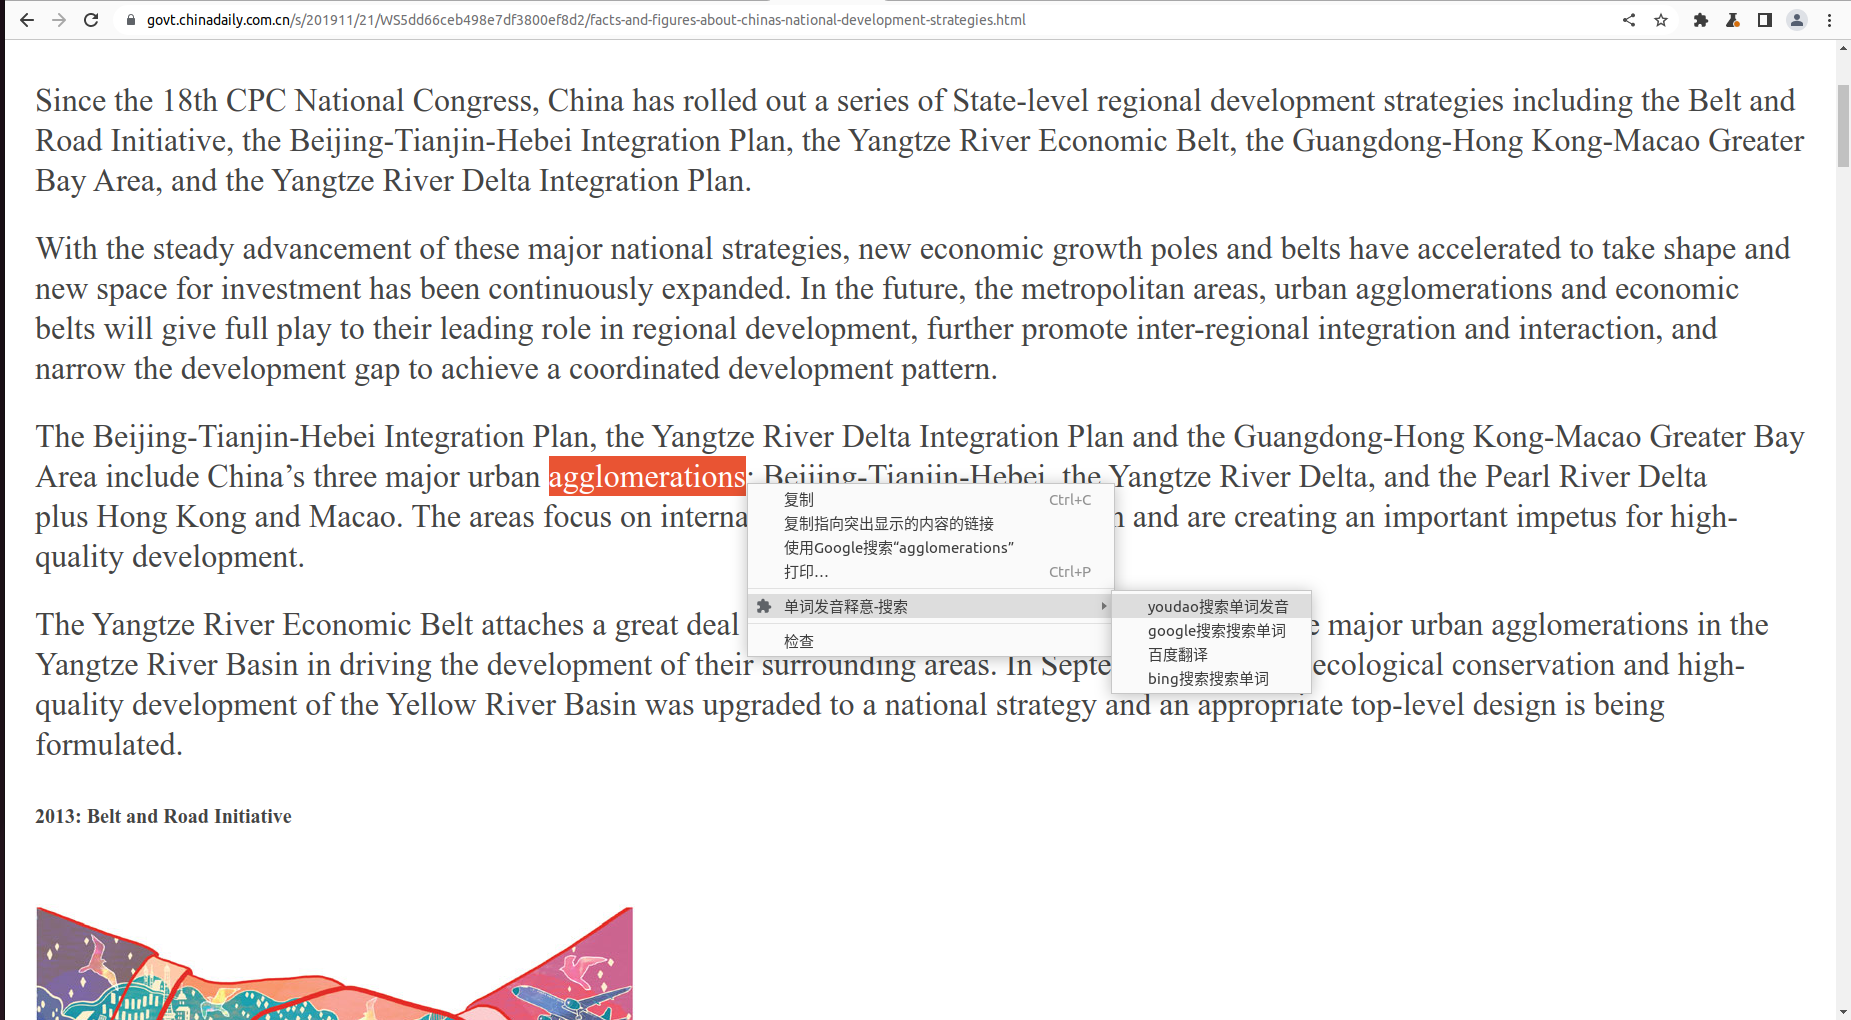 govt.chinadaily.com.cn/s/201911/21/WS5dd66ceb498e7df3800ef8d2/facts-and-figures-about-chinas-national-development-strategies.html
Since the 18th CPC National Congress, China has rolled out a series of State-level regional development strategies including the Belt and
Road Initiative, the Beijing-Tianjin-Hebei Integration Plan, the Yangtze River Economic Belt, the Guangdong-Hong Kong-Macao Greater
Bay Area, and the Yangtze River Delta Integration Plan.
With the steady advancement of these major national strategies, new economic growth poles and belts have accelerated to take shape and
new space for investment has been continuously expanded. In the future, the metropolitan areas, urban agglomerations and economic
belts will give full play to their leading role in regional development, further promote inter-regional integration and interaction, and
narrow the development gap to achieve a coordinated development pattern.
The Beijing-Tianjin-Hebei Integration Plan, the Yangtze River Delta Integration Plan and the Guangdong-Hong Kong-Macao Greater Bay
Area include China’s three major urban agglomerations: Beijing-Tianjin-Hebei, the Yangtze River Delta, and the Pearl River Delta
plus Hong Kong and Macao. The areas focus on interna n and are creating an important impetus for high-
quality development.
The Yangtze River Economic Belt attaches a great deal e major urban agglomerations in the
Yangtze River Basin in driving the development of their surrounding areas. In Septe ecological conservation and high-
quality development of the Yellow River Basin was upgraded to a national strategy and an appropriate top-level design is being
formulated.
复制 Ctrl+C
复制指向突出显示的内容的链接
使用Google搜索“agglomerations”
打印... Ctrl+P
单词发音释意-搜索
检查
youdao搜索单词发音
google搜索搜索单词
百度翻译
bing搜索搜索单词
2013: Belt and Road Initiative